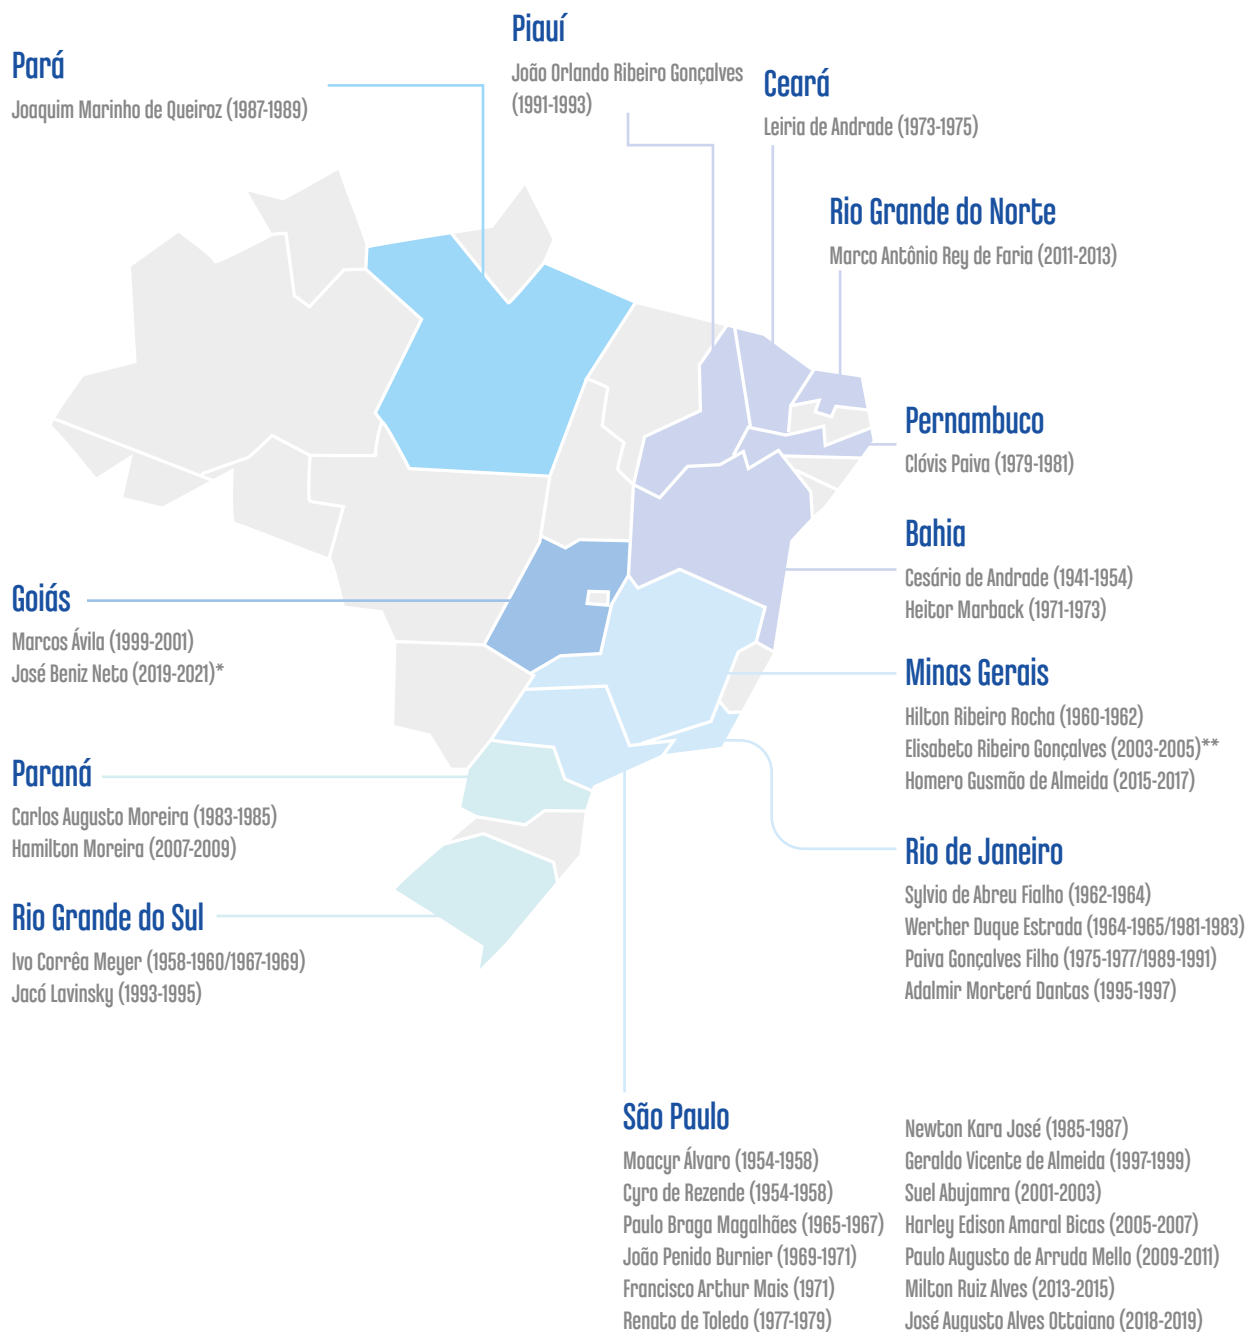 Pará
Joaquim Marinho de Queiroz (1987-1989)
Piauí
João Orlando Ribeiro Gonçalves
(1991-1993)
Ceará
Leiria de Andrade (1973-1975)
Rio Grande do Norte
Marco Antônio Rey de Faria (2011-2013)
Pernambuco
Clóvis Paiva (1979-1981)
Bahia
Cesário de Andrade (1941-1954)
Heitor Marback (1971-1973)
Goiás
Marcos Ávila (1999-2001)
José Beniz Neto (2019-2021)*
Minas Gerais
Hilton Ribeiro Rocha (1960-1962)
Elisabeto Ribeiro Gonçalves (2003-2005)**
Homero Gusmão de Almeida (2015-2017)
Paraná
Carlos Augusto Moreira (1983-1985)
Hamilton Moreira (2007-2009)
Rio de Janeiro
Sylvio de Abreu Fialho (1962-1964)
Werther Duque Estrada (1964-1965/1981-1983)
Paiva Gonçalves Filho (1975-1977/1989-1991)
Adalmir Morterá Dantas (1995-1997)
Rio Grande do Sul
Ivo Corrêa Meyer (1958-1960/1967-1969)
Jacó Lavinsky (1993-1995)
São Paulo
Moacyr Álvaro (1954-1958)
Cyro de Rezende (1954-1958)
Paulo Braga Magalhães (1965-1967)
João Penido Burnier (1969-1971)
Francisco Arthur Mais (1971)
Renato de Toledo (1977-1979)
Newton Kara José (1985-1987)
Geraldo Vicente de Almeida (1997-1999)
Suel Abujamra (2001-2003)
Harley Edison Amaral Bicas (2005-2007)
Paulo Augusto de Arruda Mello (2009-2011)
Milton Ruiz Alves (2013-2015)
José Augusto Alves Ottaiano (2018-2019)